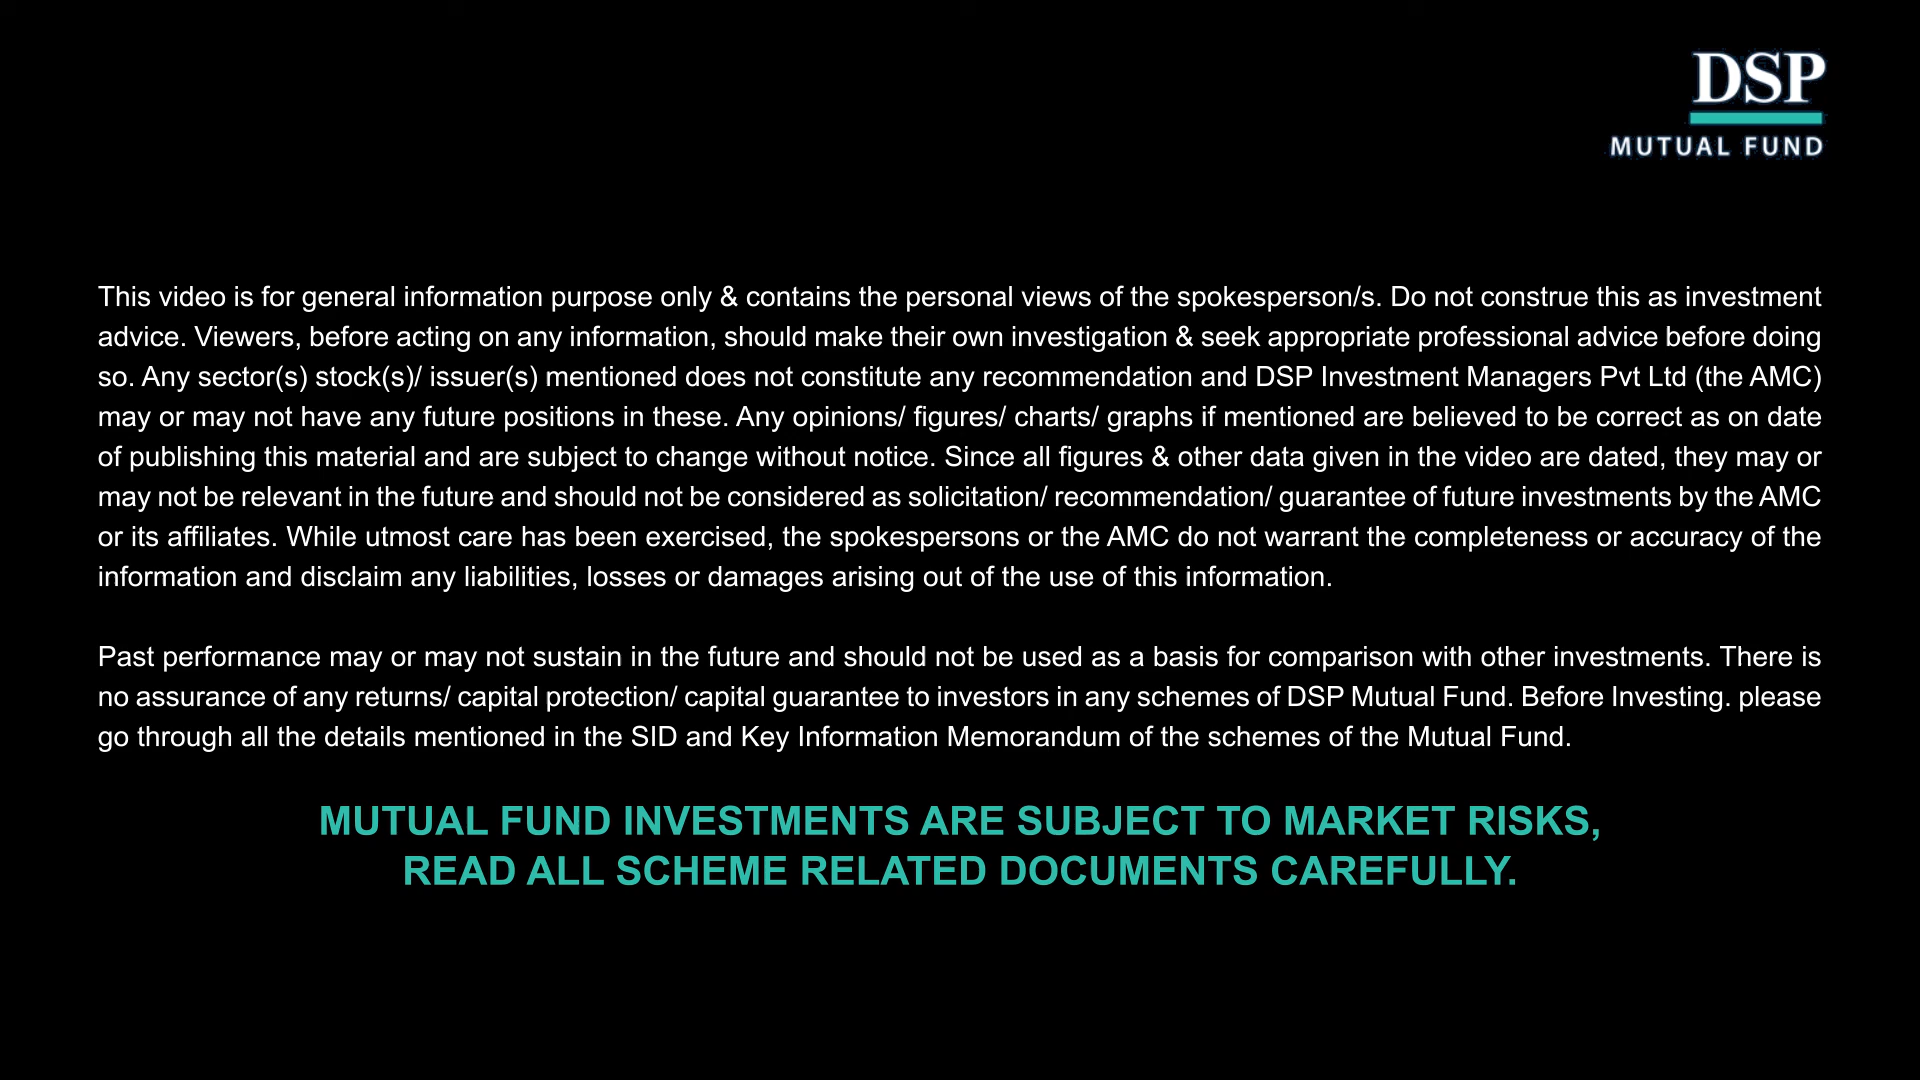 DSP
MUTUAL FUND
This video is for general information purpose only & contains the personal views of the spokesperson/s. Do not construe this as investment
advice. Viewers, before acting on any information, should make their own investigation & seek appropriate professional advice before doing
so. Any sector(s) stock(s)/ issuer(s) mentioned does not constitute any recommendation and DSP Investment Managers Pvt Ltd (the AMC)
may or may not have any future positions in these. Any opinions/ figures/ charts/ graphs if mentioned are believed to be correct as on date
of publishing this material and are subject to change without notice. Since all figures & other data given in the video are dated, they may or
may not be relevant in the future and should not be considered as solicitation/ recommendation/ guarantee of future investments by the AMC
or its affiliates. While utmost care has been exercised, the spokespersons or the AMC do not warrant the completeness or accuracy of the
information and disclaim any liabilities, losses or damages arising out of the use of this information.
Past performance may or may not sustain in the future and should not be used as a basis for comparison with other investments. There is
no assurance of any returns/ capital protection/ capital guarantee to investors in any schemes of DSP Mutual Fund. Before Investing. please
go through all the details mentioned in the SID and Key Information Memorandum of the schemes of the Mutual Fund.
MUTUAL FUND INVESTMENTS ARE SUBJECT TO MARKET RISKS,
READ ALL SCHEME RELATED DOCUMENTS CAREFULLY.